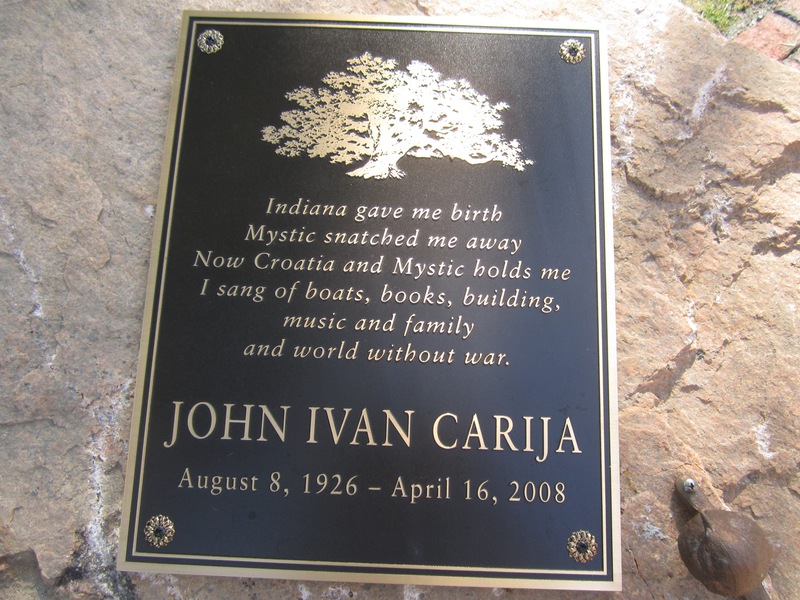 Indiana gave me birth
Mystic snatched me away
Now Croatia and Mystic holds me
I sang of boats, books, building,
music and family
and world without war.
JOHN IVAN CARIJA
August 8, 1926 – April 16, 2008